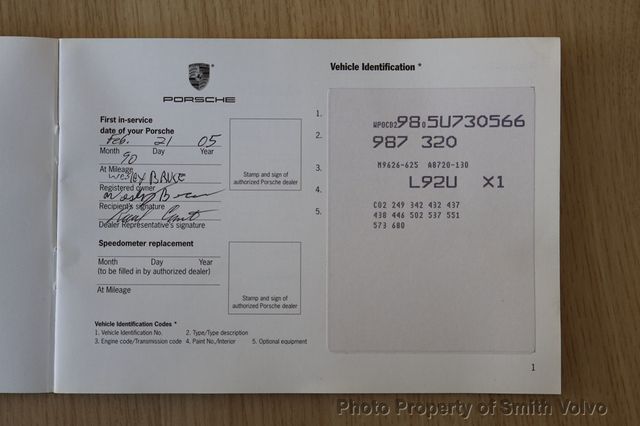 PORSCHE
First in-service
date of your Porsche
Feb. 21 05
Month Day Year
90
At Mileage
Wesley Bruce
Registered owner
Recipient's signature
Dealer Representative's signature
Stamp and sign of
authorized Porsche dealer
Speedometer replacement
Month Day Year
(to be filled in by authorized dealer)
At Mileage
Stamp and sign of
authorized Porsche dealer
Vehicle Identification Codes *
1. Vehicle Identification No. 2. Type/Type description
3. Engine code/Transmission code 4. Paint No./Interior 5. Optional equipment
Vehicle Identification *
1.
2.
3.
4.
5.
5U730566
987 320
M9626-625 A8720-130
L92U X1
C02 249 342 432 437
438 446 502 537 551
573 680
1
Photo Property of Smith Volvo